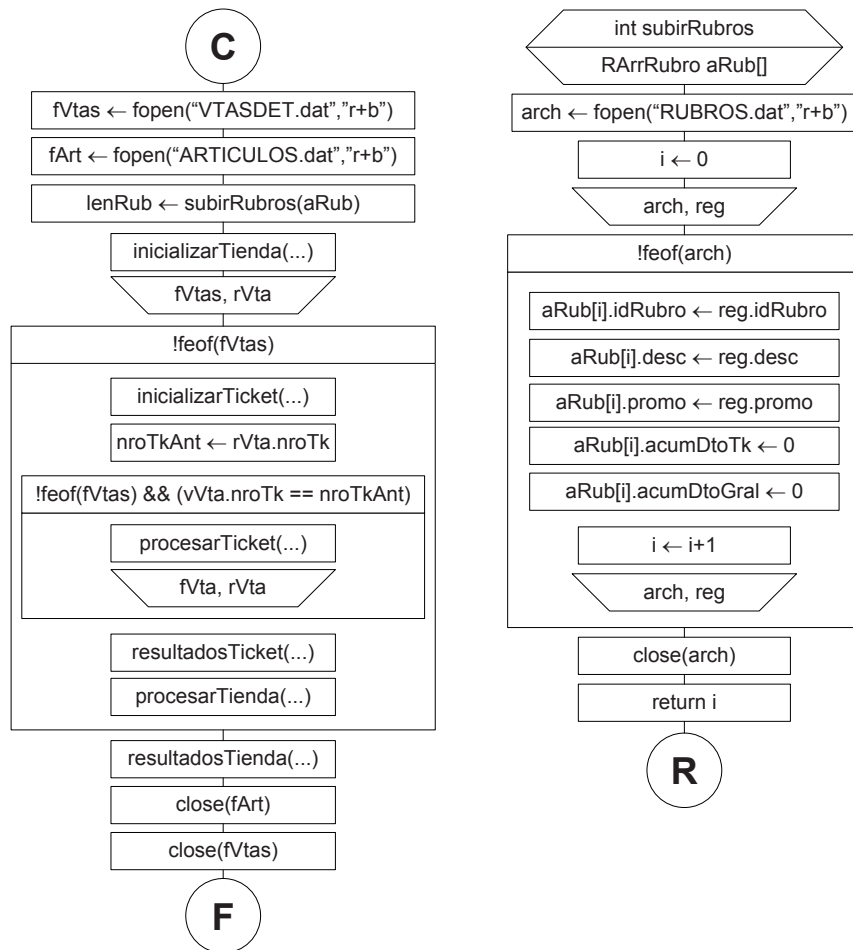 C
fVtas ← fopen(“VTASDET.dat”,”r+b”)
fArt ← fopen(“ARTICULOS.dat”,”r+b”)
lenRub ← subirRubros(aRub)
inicializarTienda(...)
fVtas, rVta
!feof(fVtas)
inicializarTicket(...)
nroTkAnt ← rVta.nroTk
!feof(fVtas) && (vVta.nroTk == nroTkAnt)
procesarTicket(...)
fVta, rVta
resultadosTicket(...)
procesarTienda(...)
resultadosTienda(...)
close(fArt)
close(fVtas)
F
int subirRubros
RArrRubro aRub[]
arch ← fopen(“RUBROS.dat”,”r+b”)
i ← 0
arch, reg
!feof(arch)
aRub[i].idRubro ← reg.idRubro
aRub[i].desc ← reg.desc
aRub[i].promo ← reg.promo
aRub[i].acumDtoTk ← 0
aRub[i].acumDtoGral ← 0
i ← i+1
arch, reg
close(arch)
return i
R